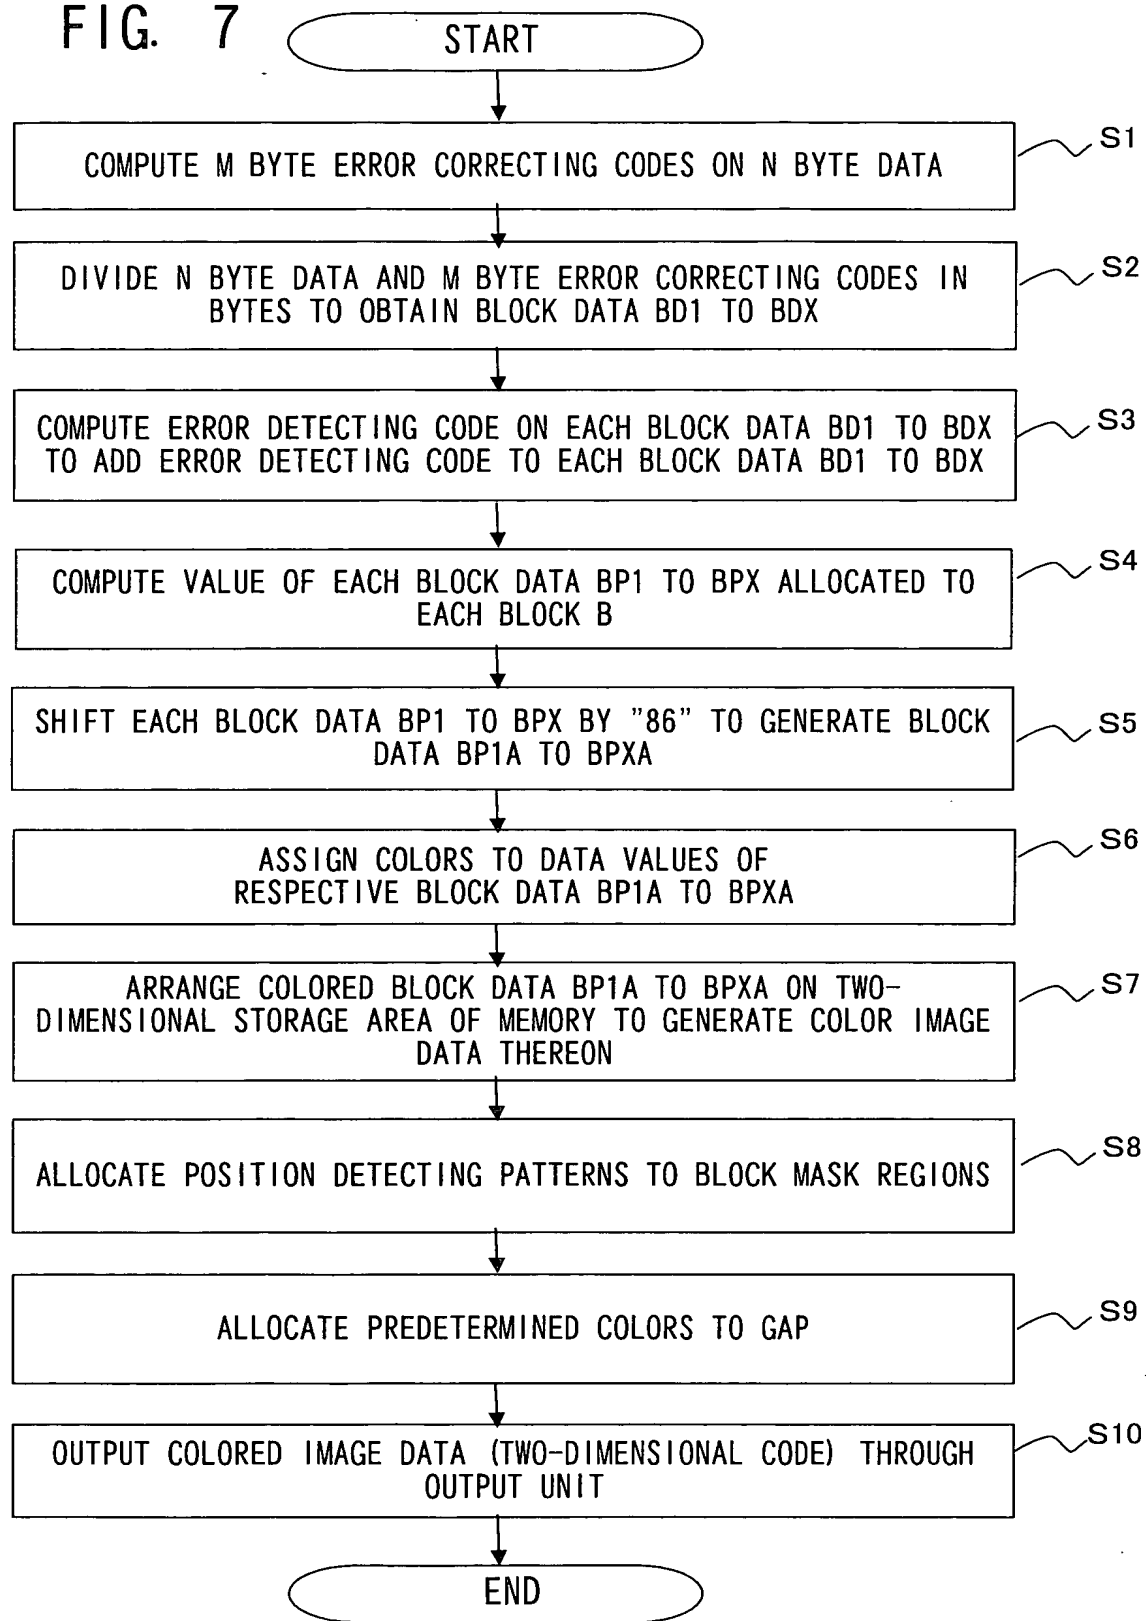 FIG. 7
START
COMPUTE M BYTE ERROR CORRECTING CODES ON N BYTE DATA
S1
DIVIDE N BYTE DATA AND M BYTE ERROR CORRECTING CODES IN
BYTES TO OBTAIN BLOCK DATA BD1 TO BDX
S2
COMPUTE ERROR DETECTING CODE ON EACH BLOCK DATA BD1 TO BDX
TO ADD ERROR DETECTING CODE TO EACH BLOCK DATA BD1 TO BDX
S3
COMPUTE VALUE OF EACH BLOCK DATA BP1 TO BPX ALLOCATED TO
EACH BLOCK B
S4
SHIFT EACH BLOCK DATA BP1 TO BPX BY "86" TO GENERATE BLOCK
DATA BP1A TO BPXA
S5
ASSIGN COLORS TO DATA VALUES OF
RESPECTIVE BLOCK DATA BP1A TO BPXA
S6
ARRANGE COLORED BLOCK DATA BP1A TO BPXA ON TWO-
DIMENSIONAL STORAGE AREA OF MEMORY TO GENERATE COLOR IMAGE
DATA THEREON
S7
ALLOCATE POSITION DETECTING PATTERNS TO BLOCK MASK REGIONS
S8
ALLOCATE PREDETERMINED COLORS TO GAP
S9
OUTPUT COLORED IMAGE DATA (TWO-DIMENSIONAL CODE) THROUGH
OUTPUT UNIT
S10
END